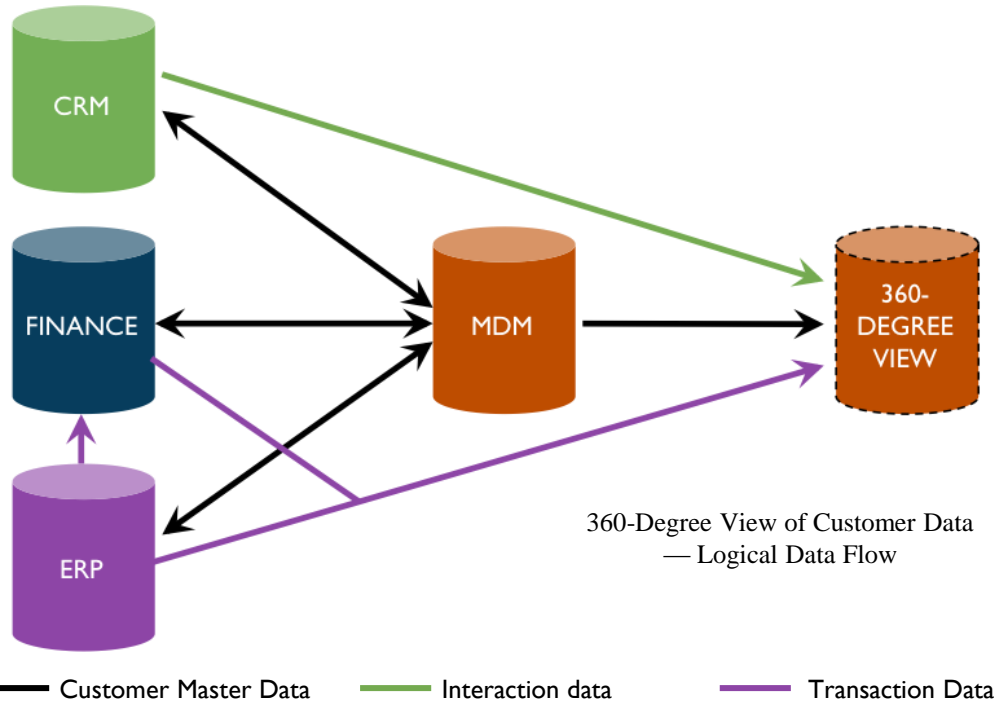 CRM
FINANCE
MDM
360-
DEGREE
VIEW
ERP
360-Degree View of Customer Data
— Logical Data Flow
Customer Master Data
Interaction data
Transaction Data